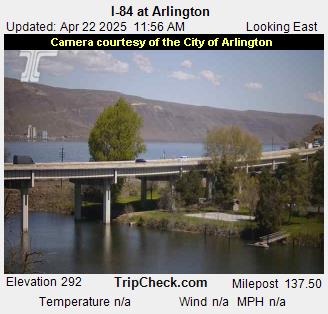 I-84 at Arlington
Updated: Apr 22 2025 11:56 AM Looking East
Camera courtesy of the City of Arlington
Elevation 292 TripCheck.com Milepost 137.50
Temperature n/a Wind n/a MPH n/a